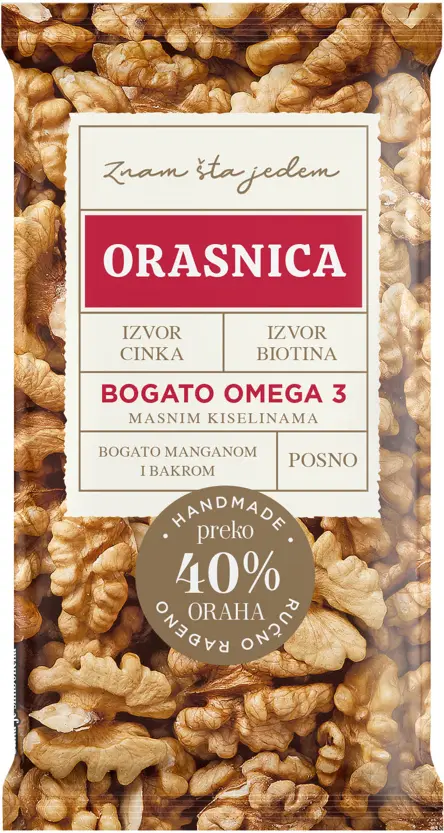 Znam šta jedem
ORASNICA
IZVOR
CINKA
IZVOR
BIOTINA
BOGATO OMEGA 3
MASNIM KISELINAMA
BOGATO MANGANOM
I BAKROM
POSNO
HANDMADE
preko
40%
ORAHA
RUČNO RAĐENO